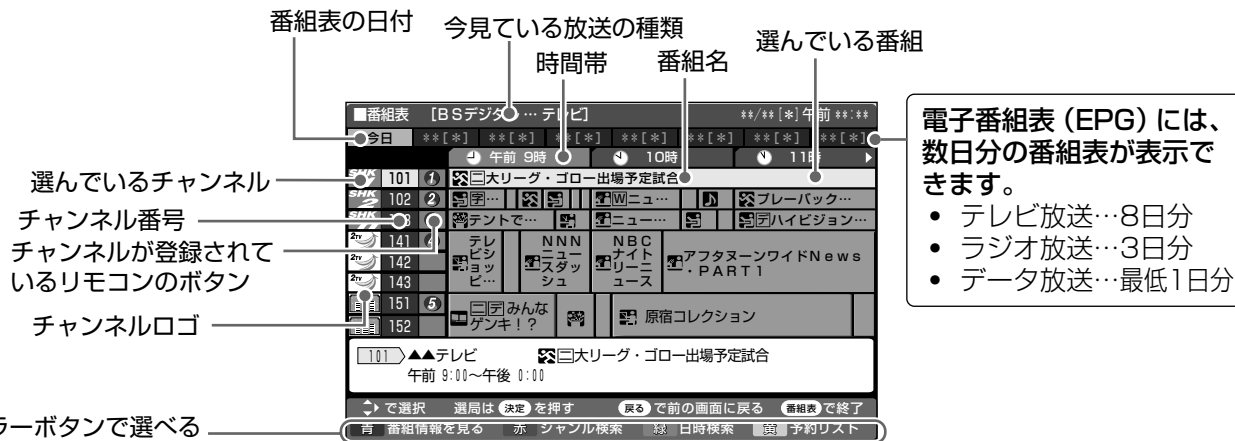 番組表の日付
今見ている放送の種類
時間帯
番組名
選んでいる番組
■番組表 [BSデジタ… テレビ] **/**[*]午前 **:**
今日 **[*] **[*] **[*] **[*] **[*] **[*] **[*]
午前 9時 10時 11時
101 1 二大リーグ・ゴロー出場予定試合
102 2 字… Wニュ… プレーバック…
テントで… ニュー… デハイビジョン…
141
142
143
テレビショッピ…
NNNニュースダッシュ
NBCナイトリーニュース
アフタヌーンワイドNews・PART1
151 5
152
二デみんなゲンキ!?
原宿コレクション
101 ▲▲テレビ 二大リーグ・ゴロー出場予定試合
午前 9:00〜午後 0:00
で選択 選局は 決定 を押す 戻る で前の画面に戻る 番組表 で終了
青 番組情報を見る 赤 ジャンル検索 緑 日時検索 黄 予約リスト
選んでいるチャンネル
チャンネル番号
チャンネルが登録されて
いるリモコンのボタン
チャンネルロゴ
ラーボタンで選べる
電子番組表(EPG)には、
数日分の番組表が表示で
きます。
• テレビ放送…8日分
• ラジオ放送…3日分
• データ放送…最低1日分